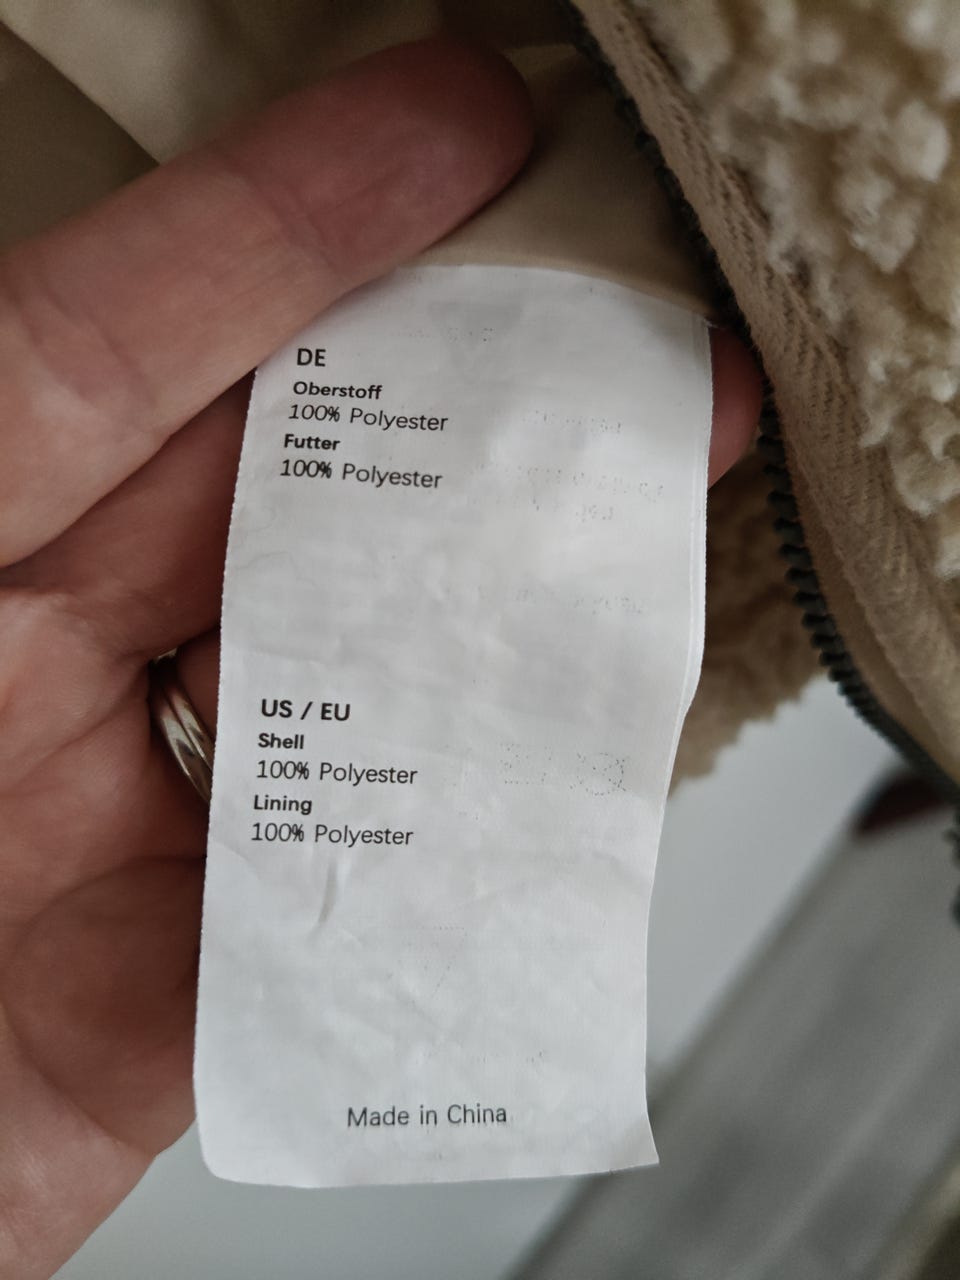 DE
Oberstoff
100% Polyester
Futter
100% Polyester
US / EU
Shell
100% Polyester
Lining
100% Polyester
Made in China